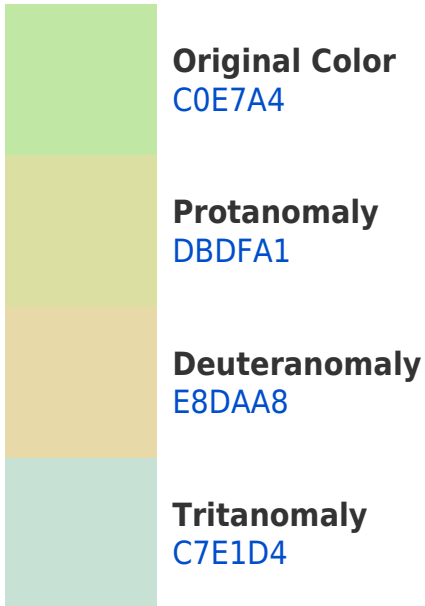 Original Color
C0E7A4
Protanomaly
DBDFA1
Deuteranomaly
E8DAA8
Tritanomaly
C7E1D4